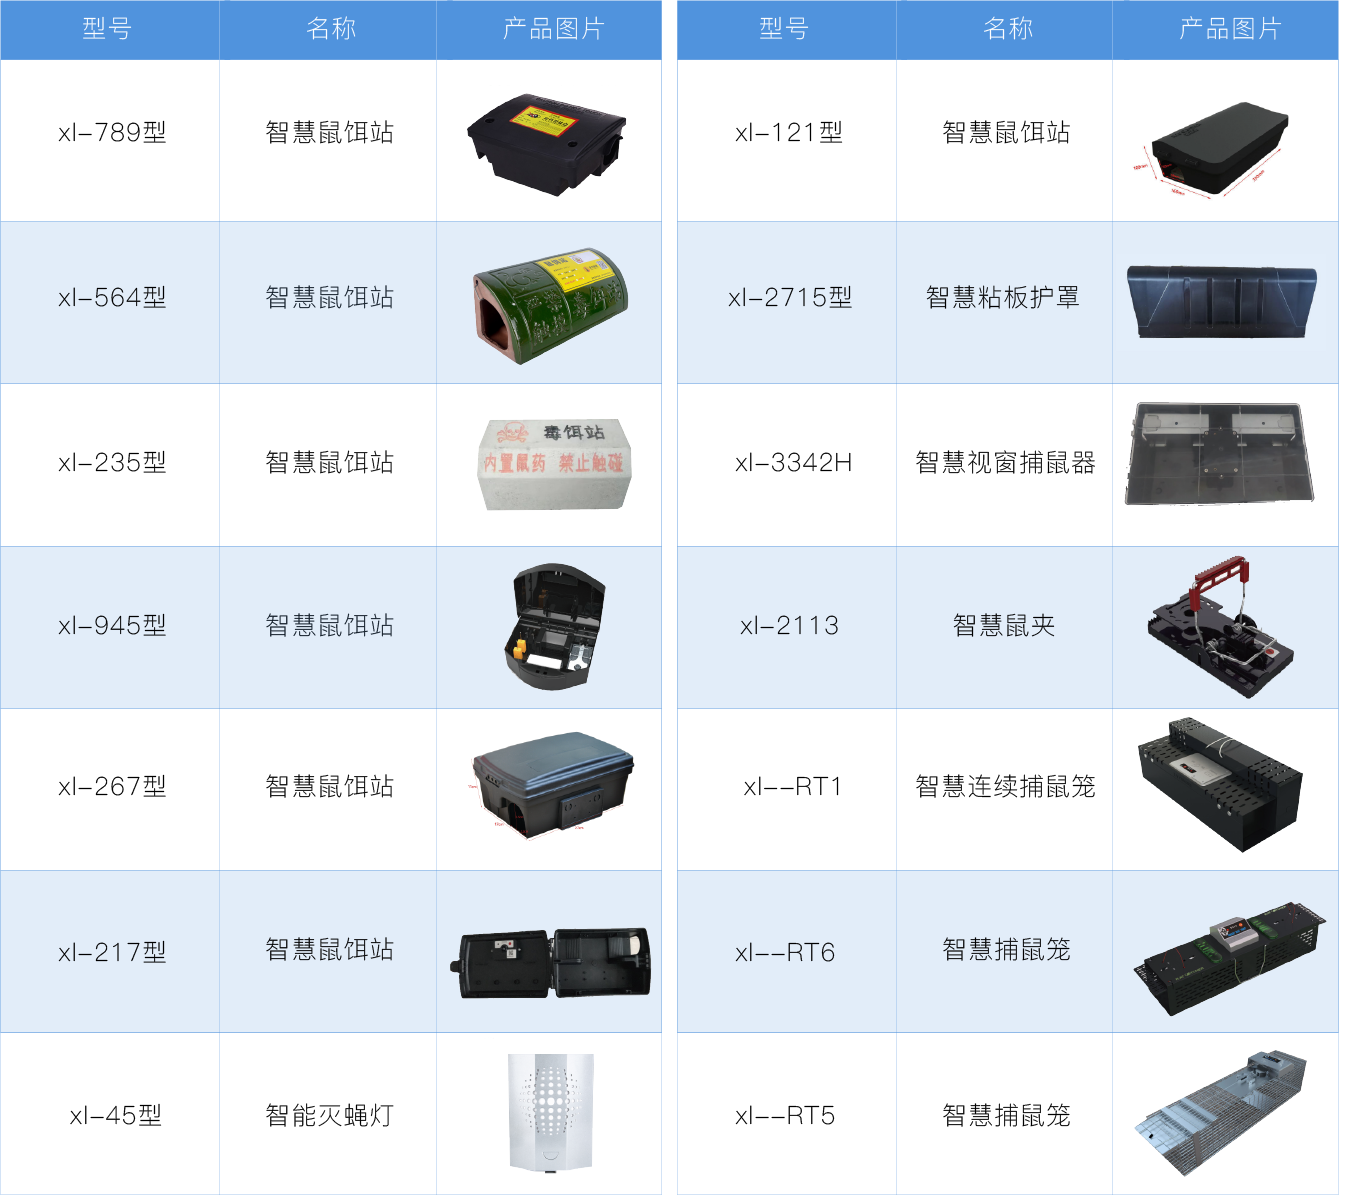 型号 名称 产品图片
xl-789型 智慧鼠饵站
xl-564型 智慧鼠饵站
xl-235型 智慧鼠饵站
毒饵站
内置鼠药 禁止触碰
xl-945型 智慧鼠饵站
xl-267型 智慧鼠饵站
xl-217型 智慧鼠饵站
xl-45型 智能灭蝇灯
型号 名称 产品图片
xl-121型 智慧鼠饵站
xl-2715型 智慧粘板护罩
xl-3342H 智慧视窗捕鼠器
xl-2113 智慧鼠夹
xl--RT1 智慧连续捕鼠笼
xl--RT6 智慧捕鼠笼
xl--RT5 智慧捕鼠笼